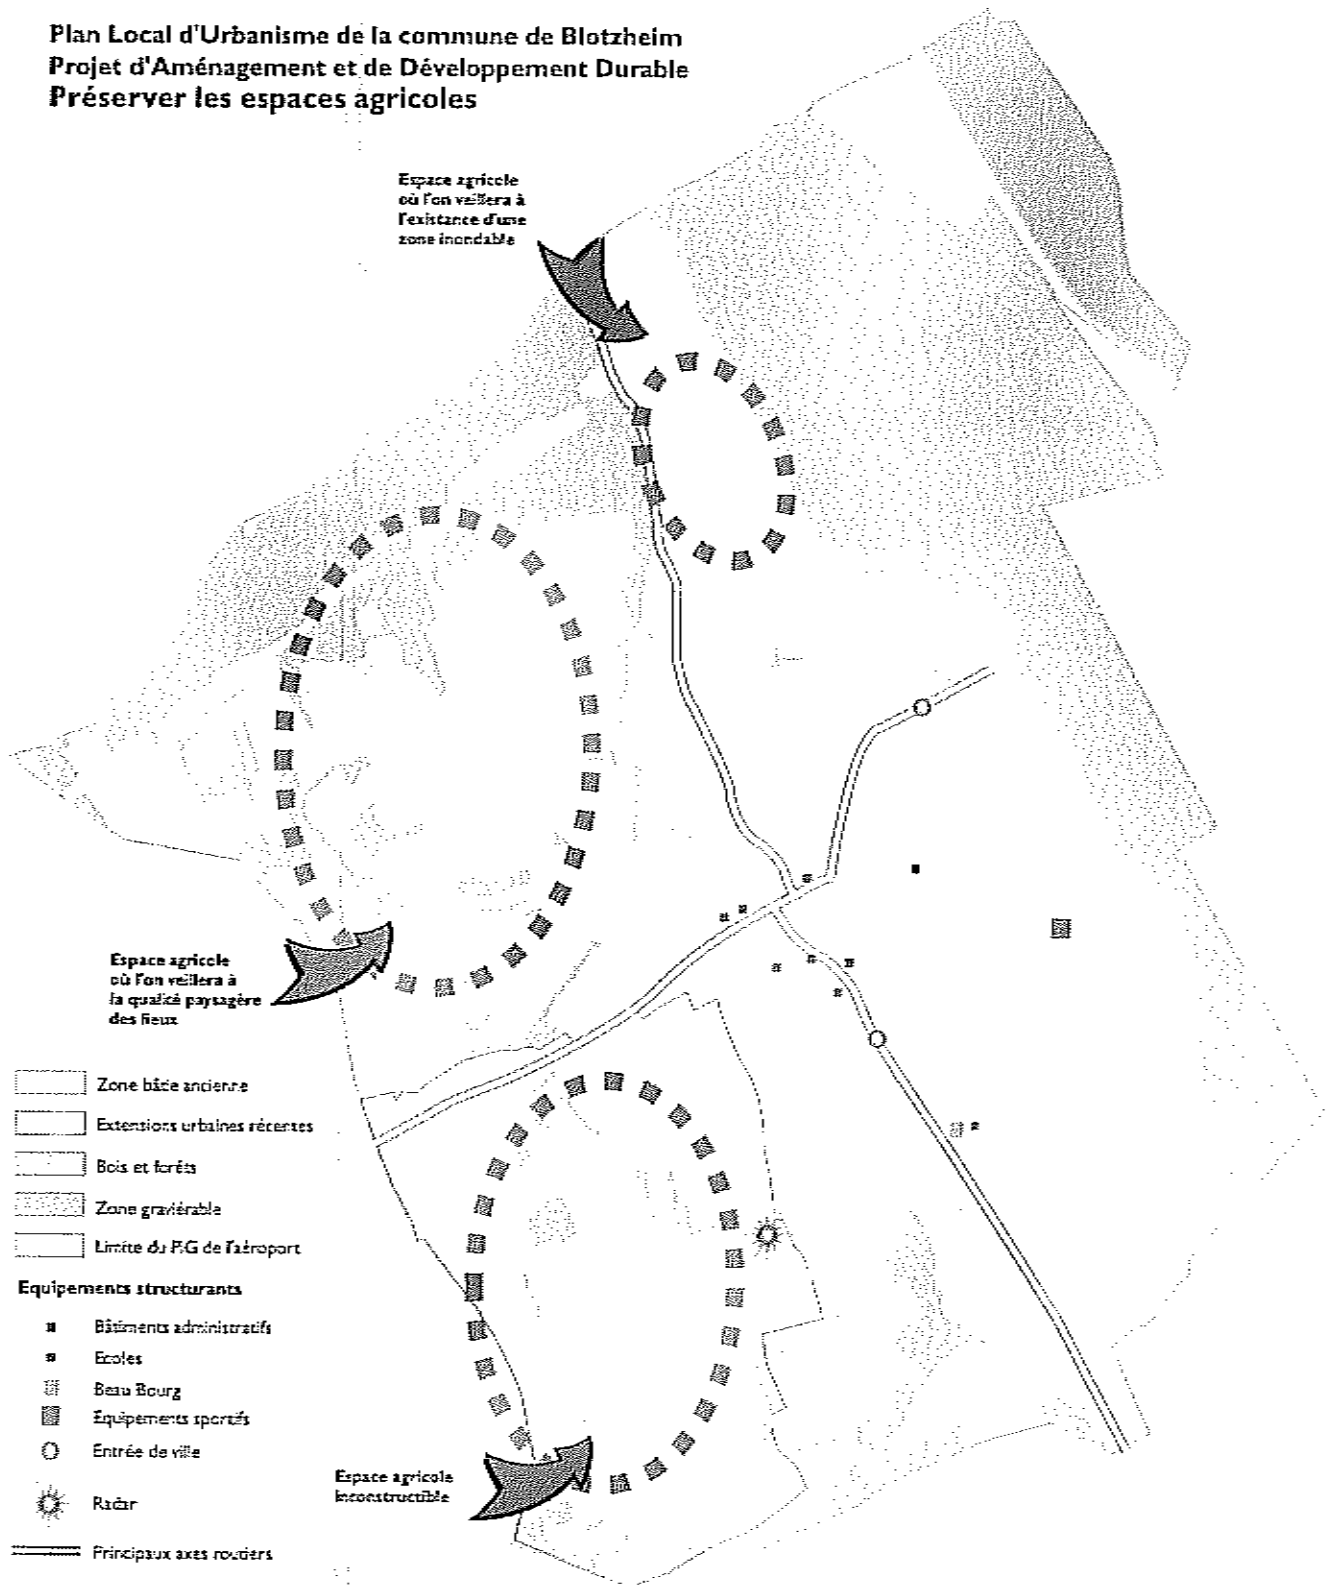 Plan Local d'Urbanisme de la commune de Blotzheim
Projet d'Aménagement et de Développement Durable
Préserver les espaces agricoles
Espace agricole
où l'on veillera à
l'existance d'une
zone inondable
Espace agricole
où l'on veillera à
la qualité paysagère
des lieux
Zone bâtie ancienne
Extensions urbaines récentes
Bois et forêts
Zone graviérable
Limite du PIG de l'aéroport
Equipements structurants
Bâtiments administratifs
Ecoles
Beau Bourg
Equipements sportifs
Entrée de ville
Radar
Principaux axes routiers
Espace agricole
inconstructible